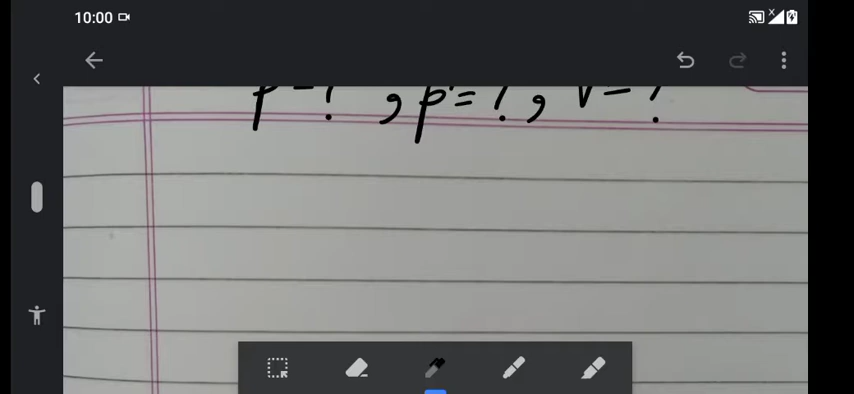 10:00
p = ? , p' = ? , V = ?